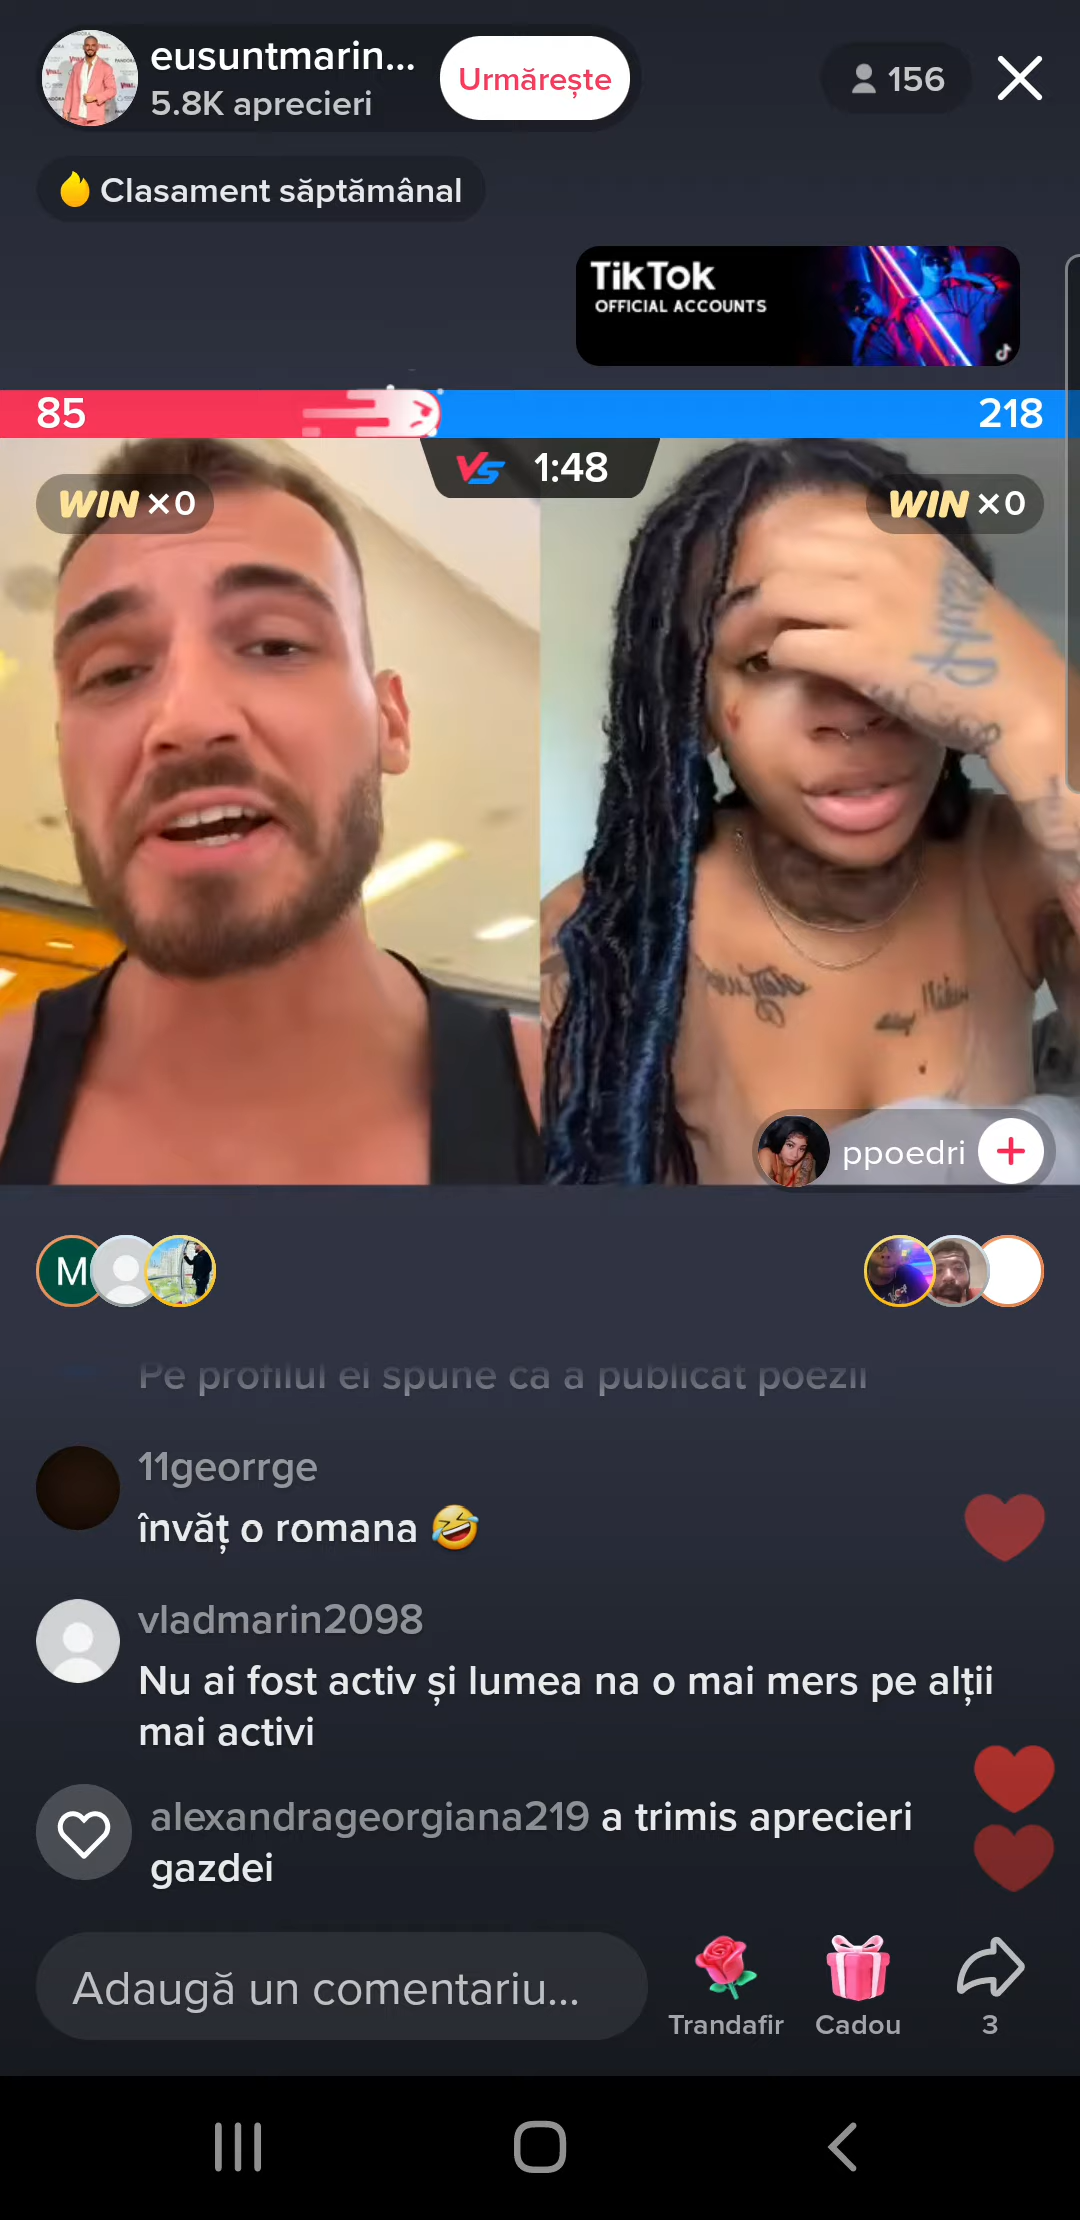 eusuntmarin...
5.8K aprecieri
Urmărește
156
Clasament săptămânal
TikTok
OFFICIAL ACCOUNTS
85
218
VS 1:48
WIN ×0
WIN ×0
ppoedri
M
Pe profilul ei spune ca a publicat poezii
11georrge
învăț o romana 🤣
vladmarin2098
Nu ai fost activ și lumea na o mai mers pe alții
mai activi
alexandrageorgiana219 a trimis aprecieri
gazdei
Adaugă un comentariu...
Trandafir
Cadou
3